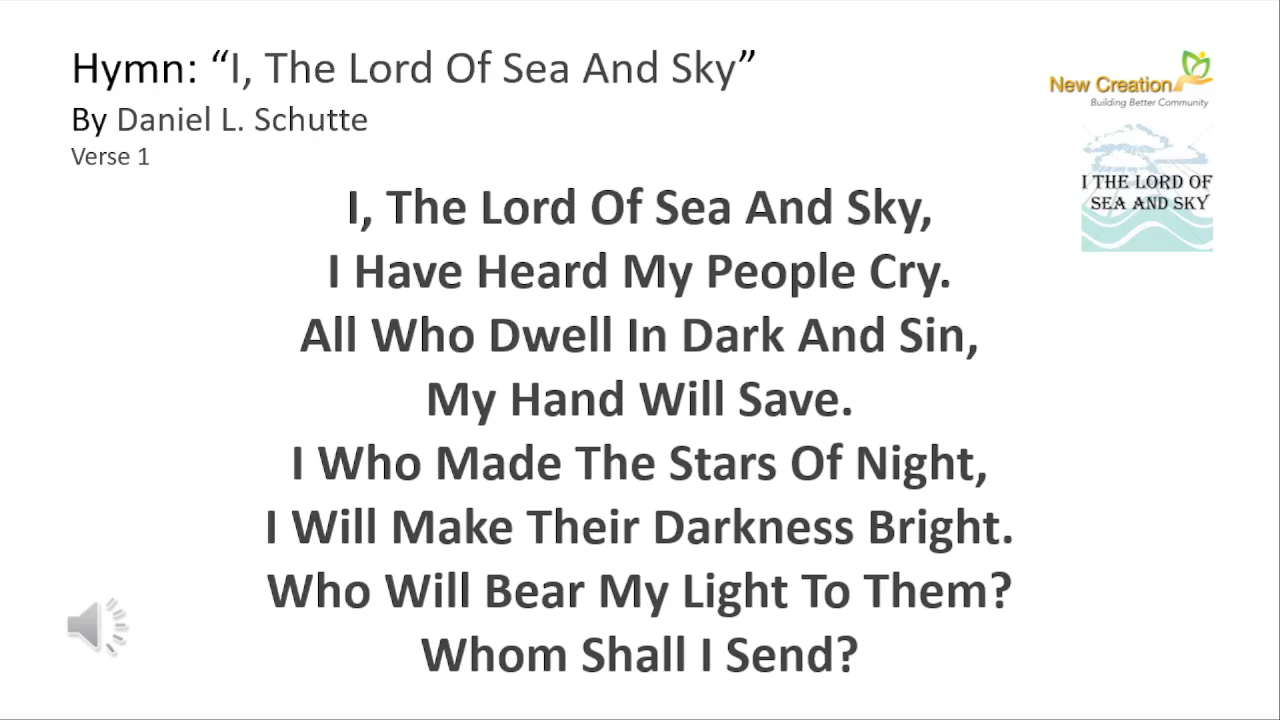 Hymn: “I, The Lord Of Sea And Sky”
By Daniel L. Schutte
Verse 1
New Creation
Building Better Community
I THE LORD OF
SEA AND SKY
I, The Lord Of Sea And Sky,
I Have Heard My People Cry.
All Who Dwell In Dark And Sin,
My Hand Will Save.
I Who Made The Stars Of Night,
I Will Make Their Darkness Bright.
Who Will Bear My Light To Them?
Whom Shall I Send?